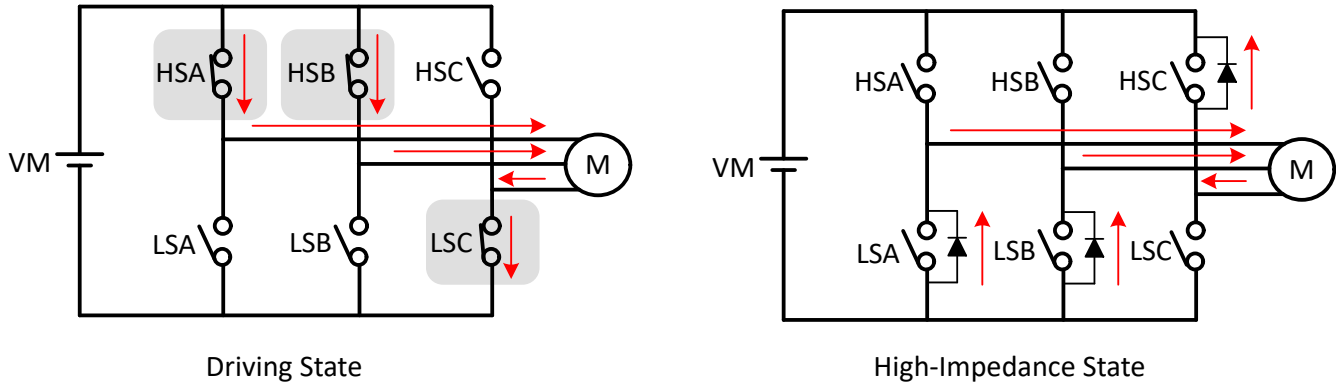 HSA HSB HSC
VM M
LSA LSB LSC
Driving State
HSA HSB HSC
VM M
LSA LSB LSC
High-Impedance State